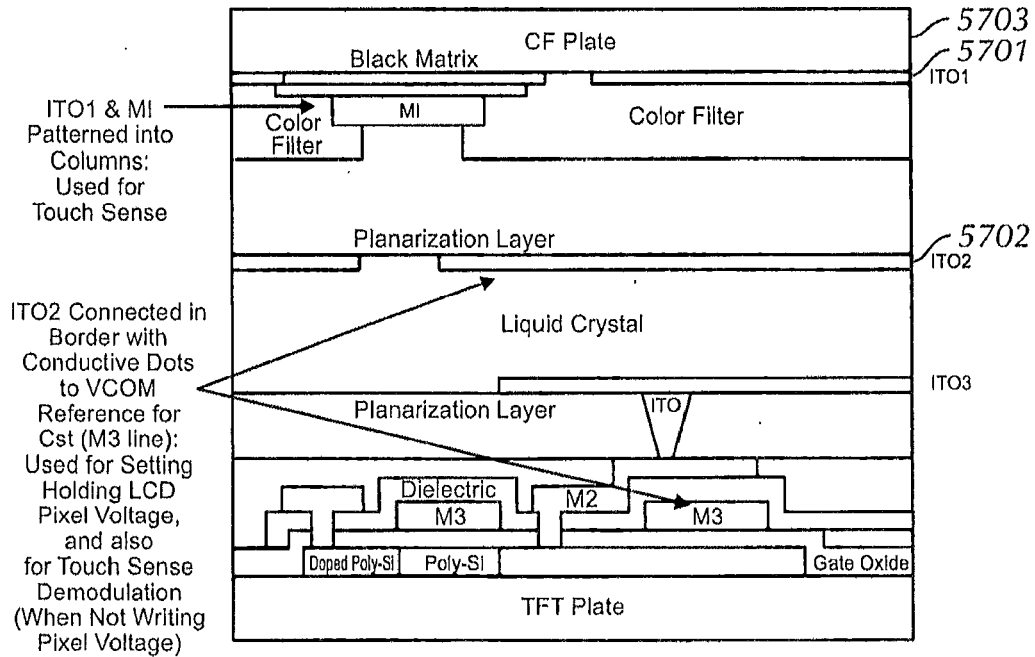 5703
CF Plate
5701
Black Matrix
ITO1
ITO1 & MI
Patterned into
Columns:
Used for
Touch Sense
MI
Color
Filter
Color Filter
Planarization Layer
5702
ITO2
ITO2 Connected in
Border with
Conductive Dots
to VCOM
Reference for
Cst (M3 line):
Used for Setting
Holding LCD
Pixel Voltage,
and also
for Touch Sense
Demodulation
(When Not Writing
Pixel Voltage)
Liquid Crystal
ITO3
Planarization Layer
ITO
Dielectric
M2
M3
M3
Doped Poly-SI
Poly-SI
Gate Oxide
TFT Plate